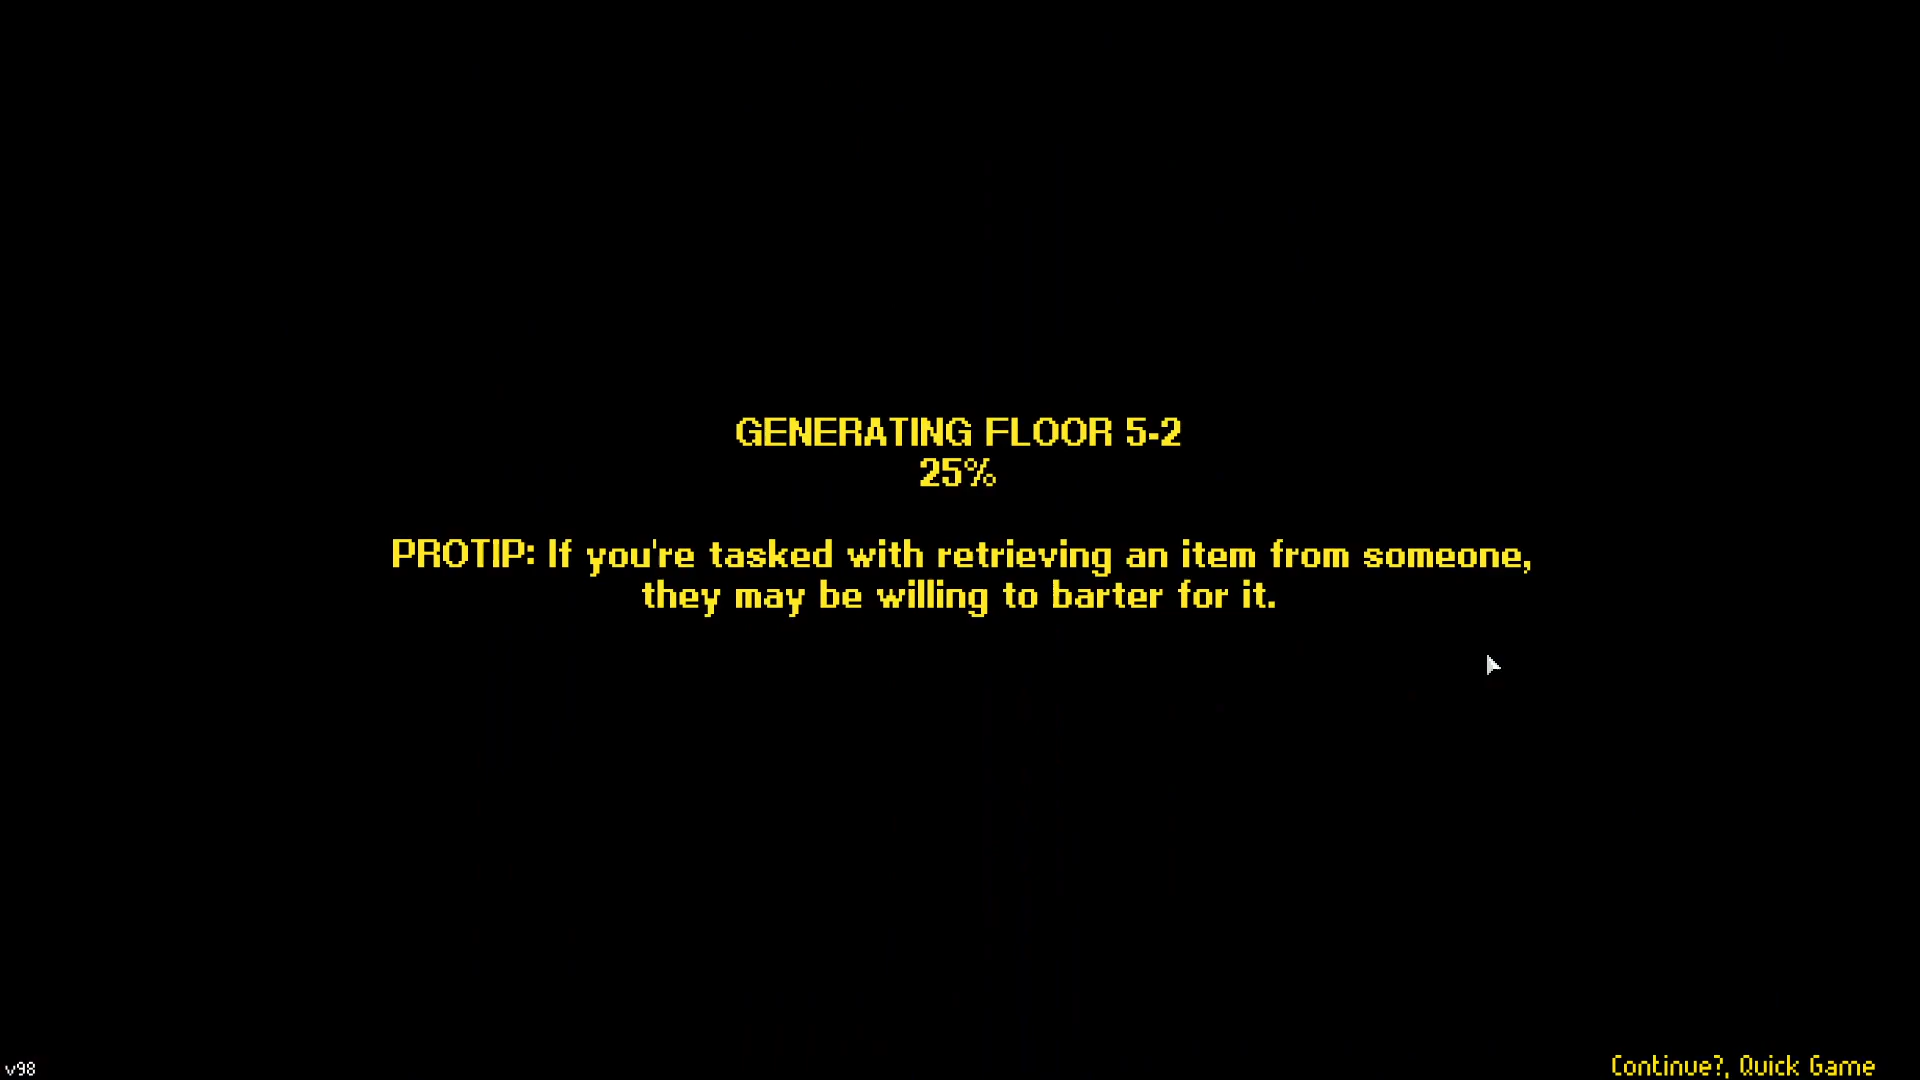 GENERATING FLOOR 5-2
25%
PROTIP: If you're tasked with retrieving an item from someone,
they may be willing to barter for it.
v98
Continue?, Quick Game